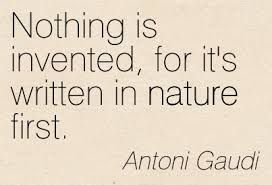 Nothing is
invented, for it's
written in nature
first.
Antoni Gaudi